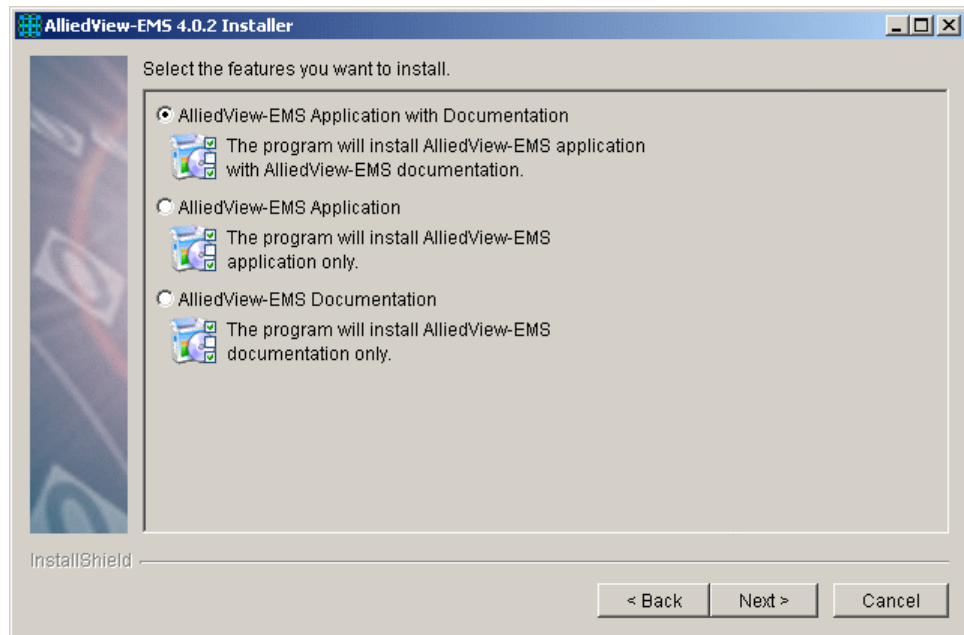 AlliedView-EMS 4.0.2 Installer
Select the features you want to install.
AlliedView-EMS Application with Documentation
The program will install AlliedView-EMS application
with AlliedView-EMS documentation.
AlliedView-EMS Application
The program will install AlliedView-EMS
application only.
AlliedView-EMS Documentation
The program will install AlliedView-EMS
documentation only.
InstallShield
< Back
Next >
Cancel